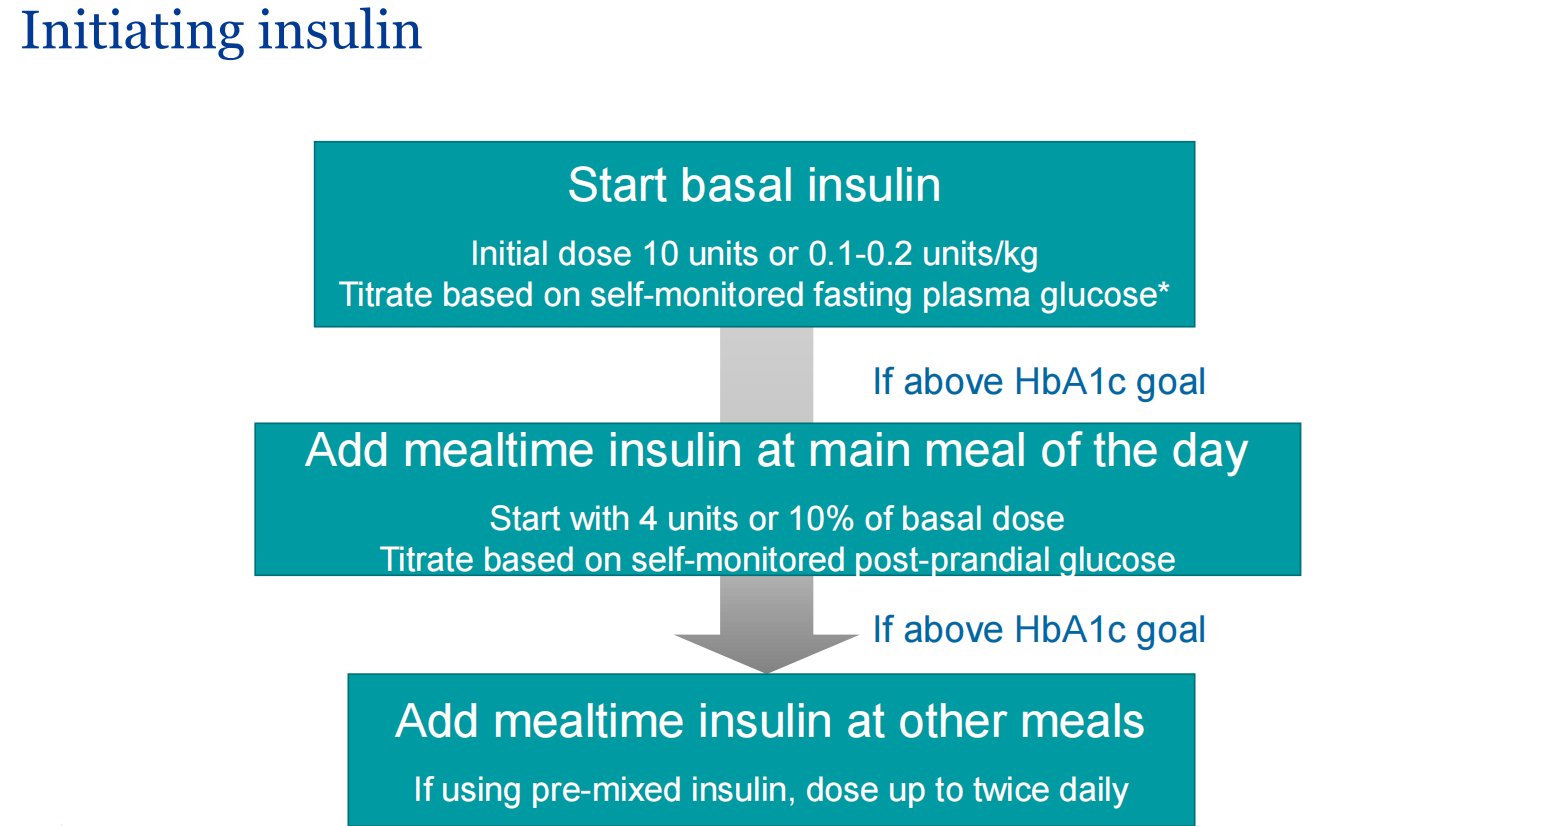 Initiating insulin
Start basal insulin
Initial dose 10 units or 0.1-0.2 units/kg
Titrate based on self-monitored fasting plasma glucose*
If above HbA1c goal
Add mealtime insulin at main meal of the day
Start with 4 units or 10% of basal dose
Titrate based on self-monitored post-prandial glucose
If above HbA1c goal
Add mealtime insulin at other meals
If using pre-mixed insulin, dose up to twice daily